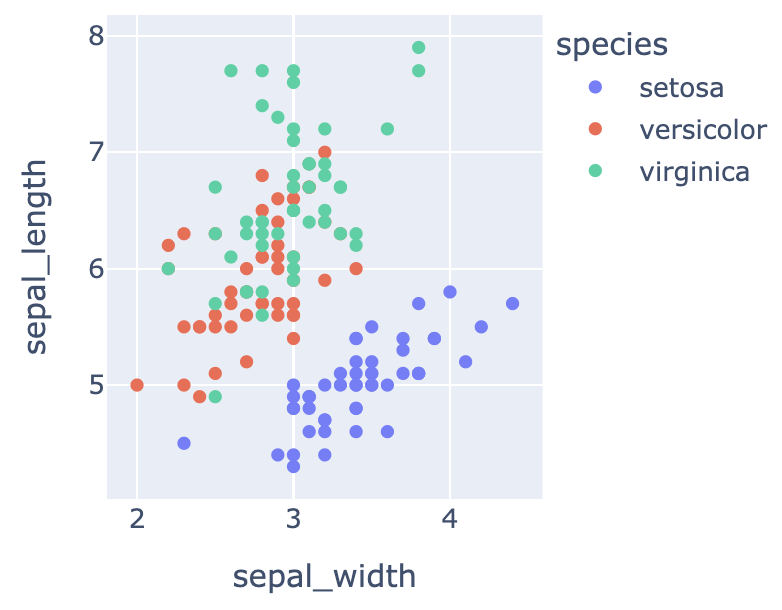 species
setosa
versicolor
virginica
sepal_length
8
7
6
5
2 3 4
sepal_width